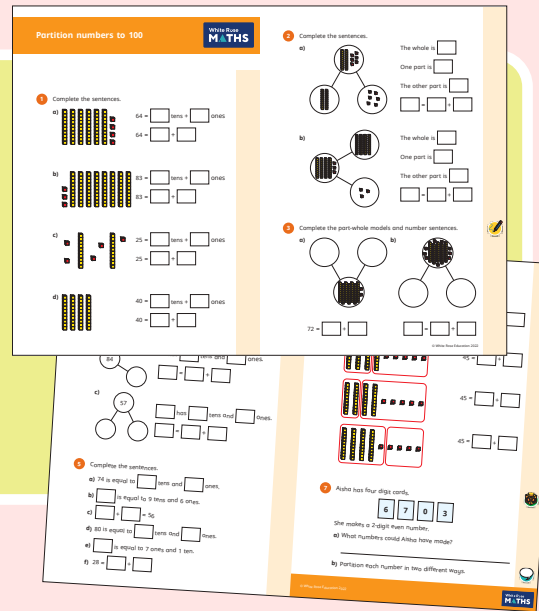 Partition numbers to 100
White Rose
MATHS
1 Complete the sentences.
a)
64 = tens + ones
64 = +
b)
83 = tens + ones
83 = +
c)
25 = tens + ones
25 = +
d)
40 = tens + ones
40 = +
2 Complete the sentences.
a)
The whole is
One part is
The other part is
= +
b)
The whole is
One part is
The other part is
= +
3 Complete the part-whole models and number sentences.
a) b)
72 = +
= +
© White Rose Education 2022
84
tens and ones.
= +
c)
57
has tens and ones.
= +
5 Complete the sentences.
a) 74 is equal to tens and ones.
b) is equal to 9 tens and 6 ones.
c) + = 56
d) 80 is equal to tens and ones.
e) is equal to 7 ones and 1 ten.
f) 28 = +
45 = +
45 = +
45 = +
7 Aisha has four digit cards.
6 7 0 3
She makes a 2-digit even number.
a) What numbers could Aisha have made?
b) Partition each number in two different ways.
© White Rose Education 2022
White Rose
MATHS